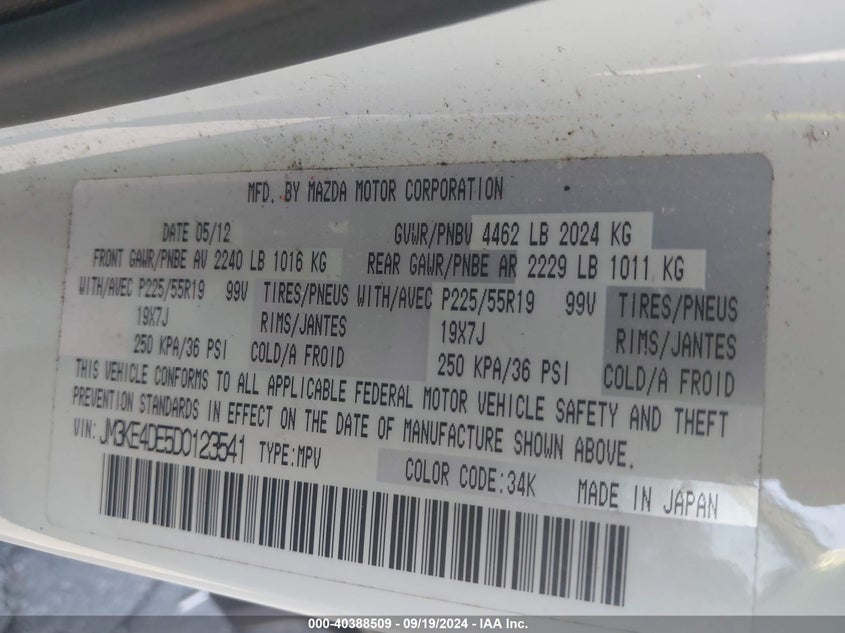 MFD. BY MAZDA MOTOR CORPORATION
DATE 05/12 GVWR/PNBV 4462 LB 2024 KG
FRONT GAWR/PNBE AV 2240 LB 1016 KG REAR GAWR/PNBE AR 2229 LB 1011 KG
WITH/AVEC P225/55R19 99V TIRES/PNEUS WITH/AVEC P225/55R19 99V TIRES/PNEUS
19X7J RIMS/JANTES 19X7J RIMS/JANTES
250 KPA/36 PSI COLD/A FROID 250 KPA/36 PSI COLD/A FROID
THIS VEHICLE CONFORMS TO ALL APPLICABLE FEDERAL MOTOR VEHICLE SAFETY AND THEFT
PREVENTION STANDARDS IN EFFECT ON THE DATE OF MANUFACTURE SHOWN ABOVE.
VIN: JM3KE4DE5D0123541 TYPE:MPV COLOR CODE:34K MADE IN JAPAN
000-40388509 - 09/19/2024 - IAA Inc.